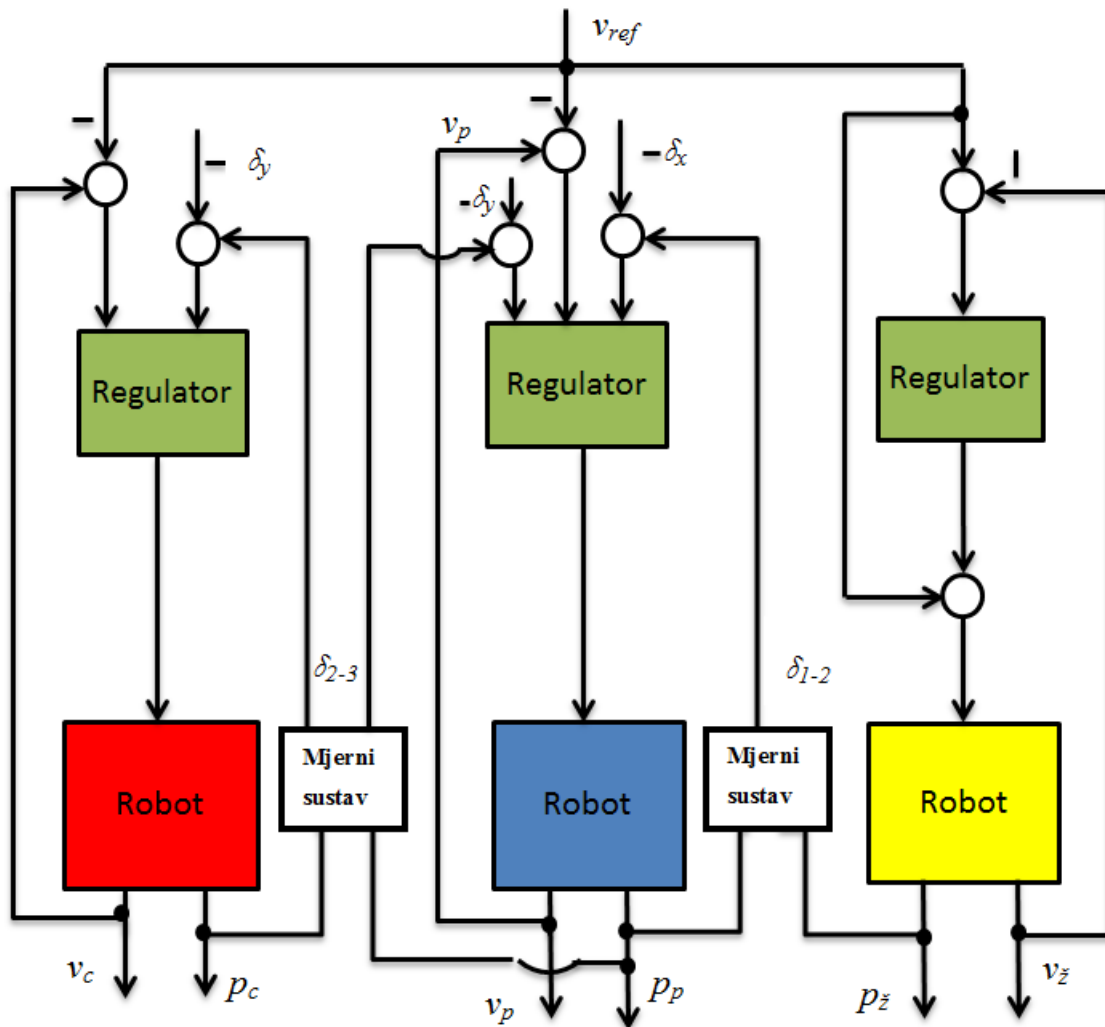 v_ref
−
−
v_p
− δ_y
−δ_x
-δ_y
−
Regulator
Regulator
Regulator
δ_2-3
δ_1-2
Robot
Mjerni
sustav
Robot
Mjerni
sustav
Robot
v_c
p_c
v_p
p_p
p_ž
v_ž